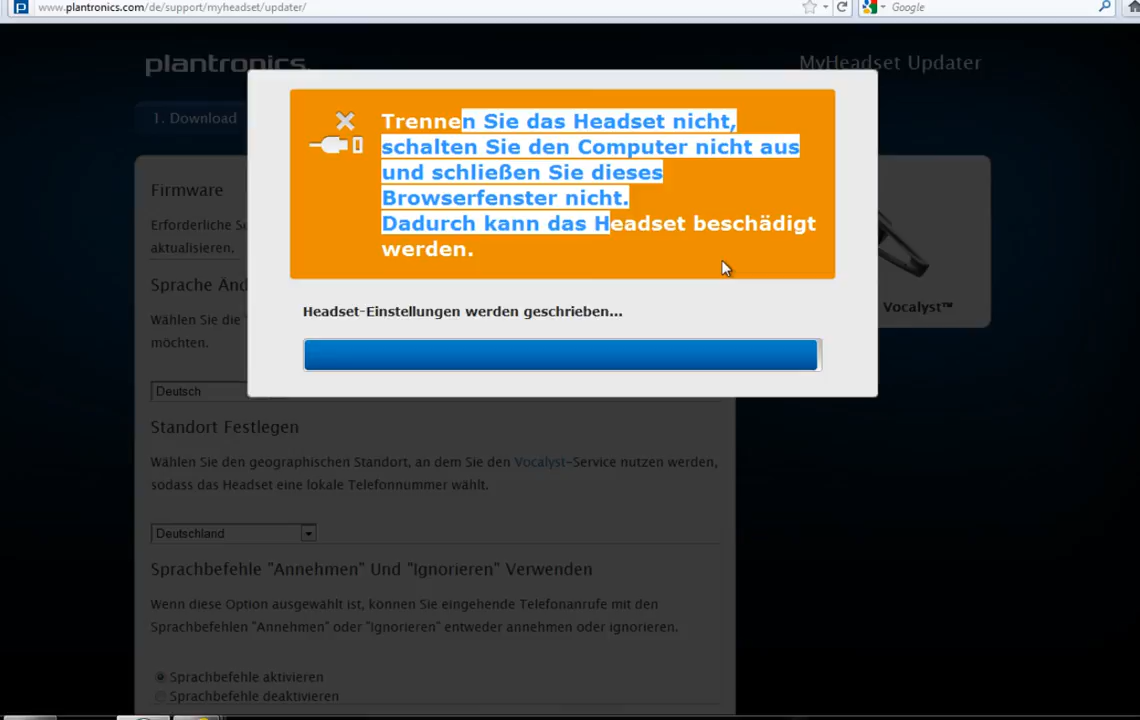 www.plantronics.com/de/support/myheadset/updater/
Google
plantronics
MyHeadset Updater
1. Download
Trennen Sie das Headset nicht,
schalten Sie den Computer nicht aus
und schließen Sie dieses
Browserfenster nicht.
Dadurch kann das Headset beschädigt
werden.
Headset-Einstellungen werden geschrieben...
Firmware
Erforderliche
aktualisieren.
Sprache
Wählen Sie die
möchten.
Deutsch
Vocalyst™
Standort Festlegen
Wählen Sie den geographischen Standort, an dem Sie den Vocalyst-Service nutzen werden,
sodass das Headset eine lokale Telefonnummer wählt.
Deutschland
Sprachbefehle "Annehmen" Und "Ignorieren" Verwenden
Wenn diese Option ausgewählt ist, können Sie eingehende Telefonanrufe mit den
Sprachbefehlen "Annehmen" oder "Ignorieren" entweder annehmen oder ignorieren.
Sprachbefehle aktivieren
Sprachbefehle deaktivieren